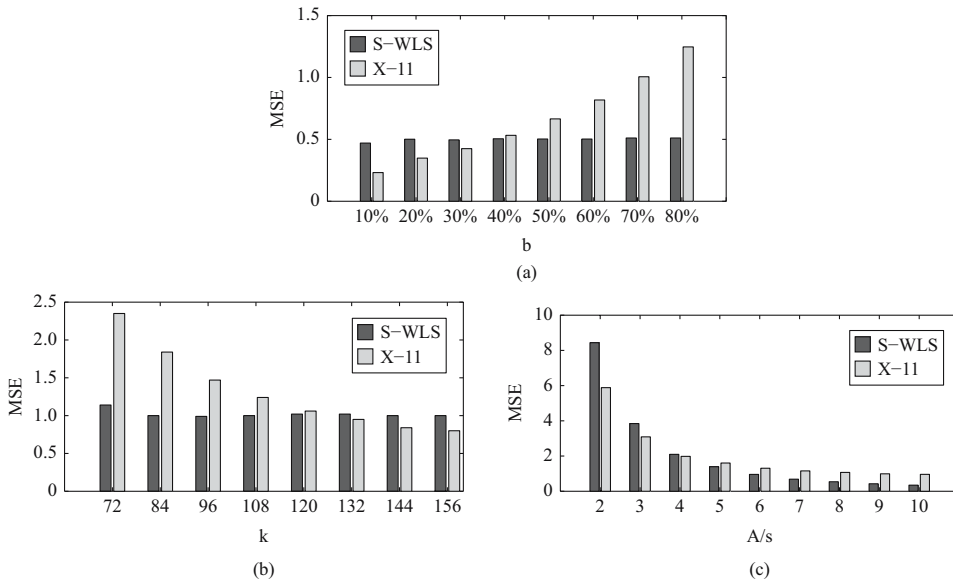 1.5
1.0
0.5
0
MSE
S−WLS
X−11
10% 20% 30% 40% 50% 60% 70% 80%
b
(a)
2.5
2.0
1.5
1.0
0.5
0
MSE
S−WLS
X−11
72 84 96 108 120 132 144 156
k
(b)
10
8
6
4
2
0
MSE
S−WLS
X−11
2 3 4 5 6 7 8 9 10
A/s
(c)